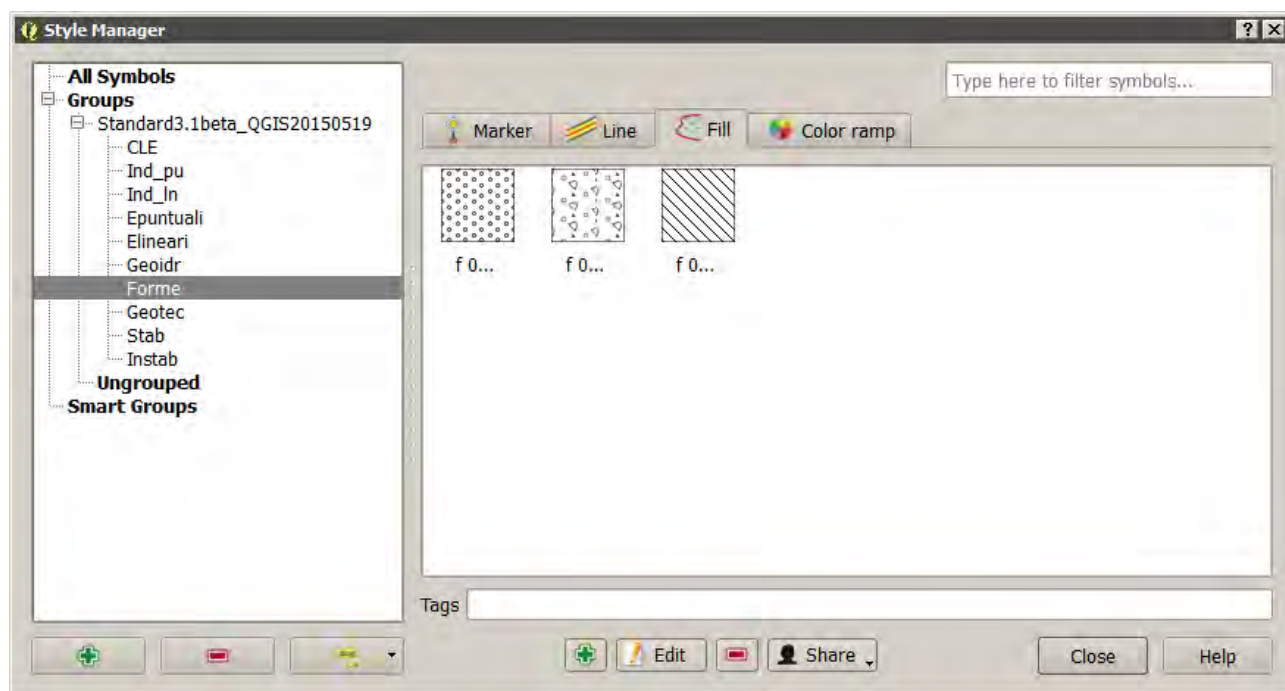 Style Manager
All Symbols
Groups
Standard3.1beta_QGIS20150519
CLE
Ind_pu
Ind_ln
Epuntuali
Elineari
Geoidr
Forme
Geotec
Stab
Instab
Ungrouped
Smart Groups
Type here to filter symbols...
Marker Line Fill Color ramp
f 0... f 0... f 0...
Tags
Edit Share Close Help